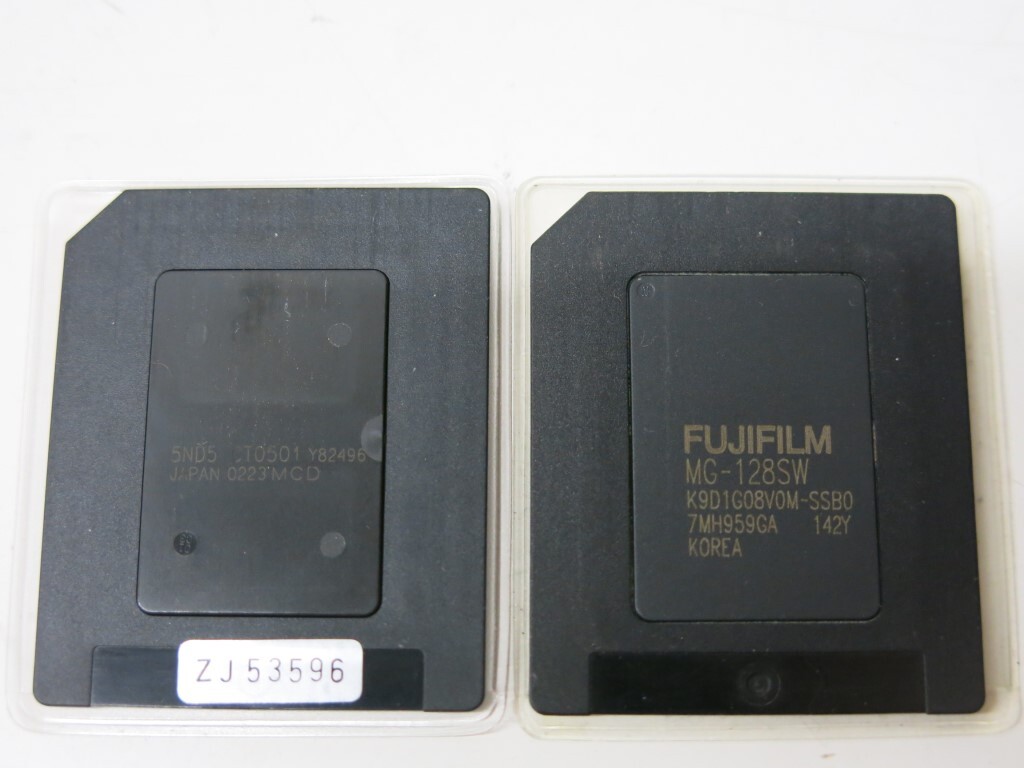 5ND5 T0501 Y82496
JAPAN 0223 MCD
ZJ 53596
FUJIFILM
MG-128SW
K9D1G08V0M-SSB0
7MH959GA 142Y
KOREA